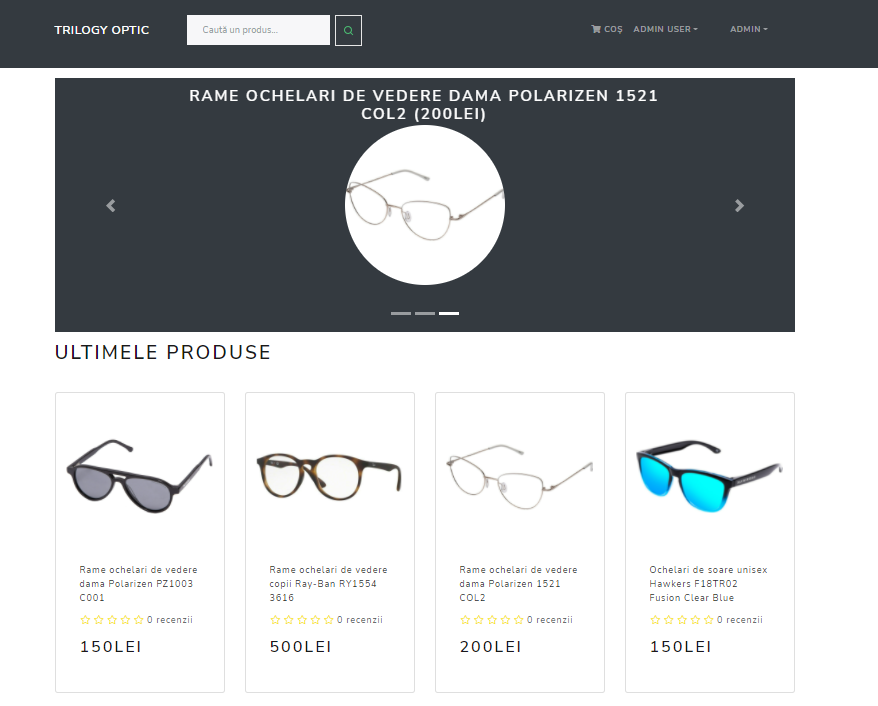 TRILOGY OPTIC
Caută un produs...
COȘ
ADMIN USER
ADMIN
RAME OCHELARI DE VEDERE DAMA POLARIZEN 1521
COL2 (200LEI)
ULTIMELE PRODUSE
Rame ochelari de vedere
dama Polarizen PZ1003
C001
0 recenzii
150LEI
Rame ochelari de vedere
copii Ray-Ban RY1554
3616
0 recenzii
500LEI
Rame ochelari de vedere
dama Polarizen 1521
COL2
0 recenzii
200LEI
Ochelari de soare unisex
Hawkers F18TR02
Fusion Clear Blue
0 recenzii
150LEI